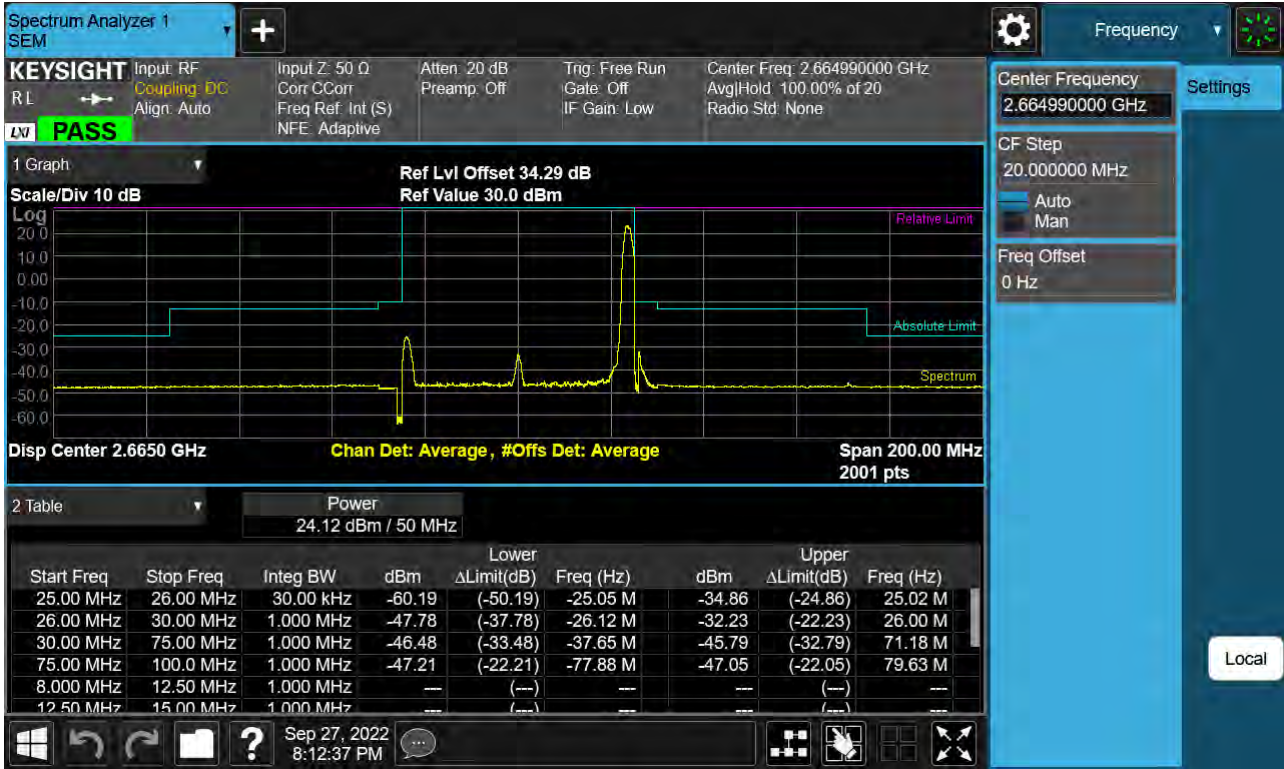 Spectrum Analyzer 1
SEM
Frequency
KEYSIGHT
R L
LXI
PASS
Input: RF
Coupling: DC
Align: Auto
Input Z: 50 Ω
Corr CCorr
Freq Ref: Int (S)
NFE: Adaptive
Atten: 20 dB
Preamp: Off
Trig: Free Run
Gate: Off
IF Gain: Low
Center Freq: 2.664990000 GHz
Avg|Hold: 100.00% of 20
Radio Std: None
Center Frequency
2.664990000 GHz
Settings
CF Step
20.000000 MHz
Auto
Man
Freq Offset
0 Hz
1 Graph
Scale/Div 10 dB
Ref Lvl Offset 34.29 dB
Ref Value 30.0 dBm
Log
20.0
10.0
0.00
-10.0
-20.0
-30.0
-40.0
-50.0
-60.0
Relative Limit
Absolute Limit
Spectrum
Disp Center 2.6650 GHz
Chan Det: Average , #Offs Det: Average
Span 200.00 MHz
2001 pts
2 Table
Power
24.12 dBm / 50 MHz
Lower Upper
Start Freq Stop Freq Integ BW dBm ΔLimit(dB) Freq (Hz) dBm ΔLimit(dB) Freq (Hz)
25.00 MHz 26.00 MHz 30.00 kHz -60.19 (-50.19) -25.05 M -34.86 (-24.86) 25.02 M
26.00 MHz 30.00 MHz 1.000 MHz -47.78 (-37.78) -26.12 M -32.23 (-22.23) 26.00 M
30.00 MHz 75.00 MHz 1.000 MHz -46.48 (-33.48) -37.65 M -45.79 (-32.79) 71.18 M
75.00 MHz 100.0 MHz 1.000 MHz -47.21 (-22.21) -77.88 M -47.05 (-22.05) 79.63 M
8.000 MHz 12.50 MHz 1.000 MHz --- (---) --- --- (---) ---
12.50 MHz 15.00 MHz 1.000 MHz --- (---) --- --- (---) ---
Local
?
Sep 27, 2022
8:12:37 PM